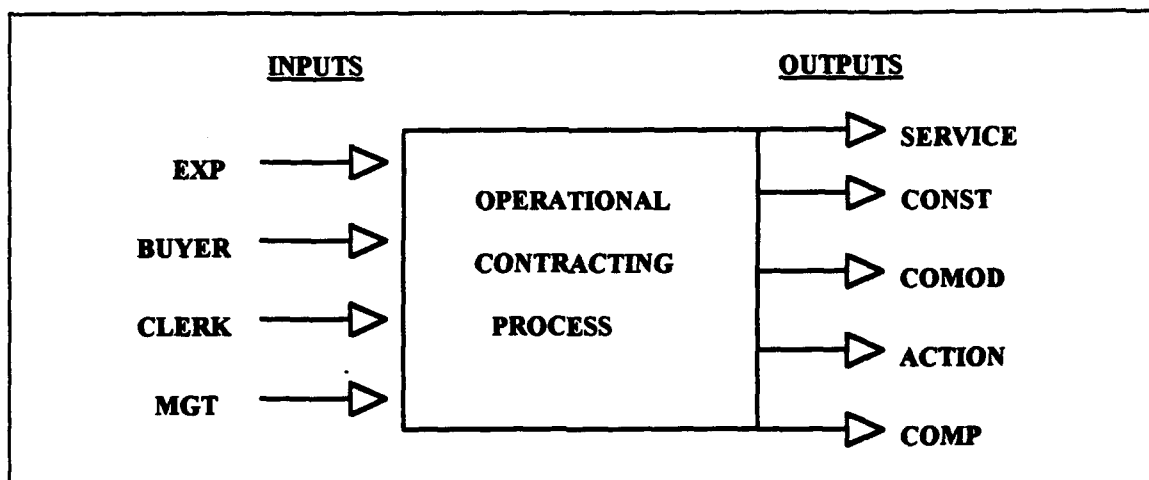 INPUTS
OUTPUTS
EXP
BUYER
CLERK
MGT
OPERATIONAL
CONTRACTING
PROCESS
SERVICE
CONST
COMOD
ACTION
COMP